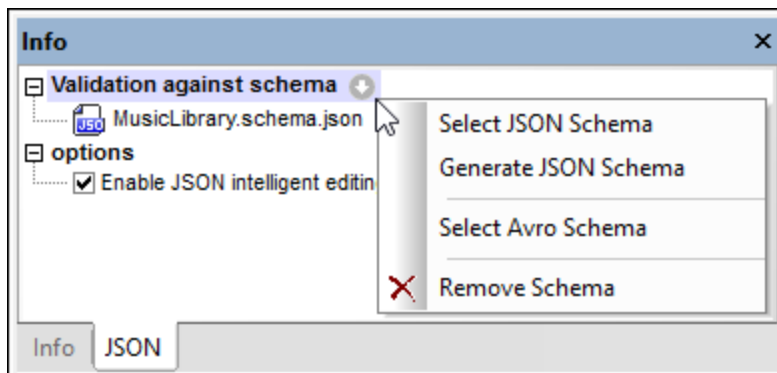 Info
Validation against schema
JSO MusicLibrary.schema.json
options
Enable JSON intelligent editin
Select JSON Schema
Generate JSON Schema
Select Avro Schema
Remove Schema
Info JSON